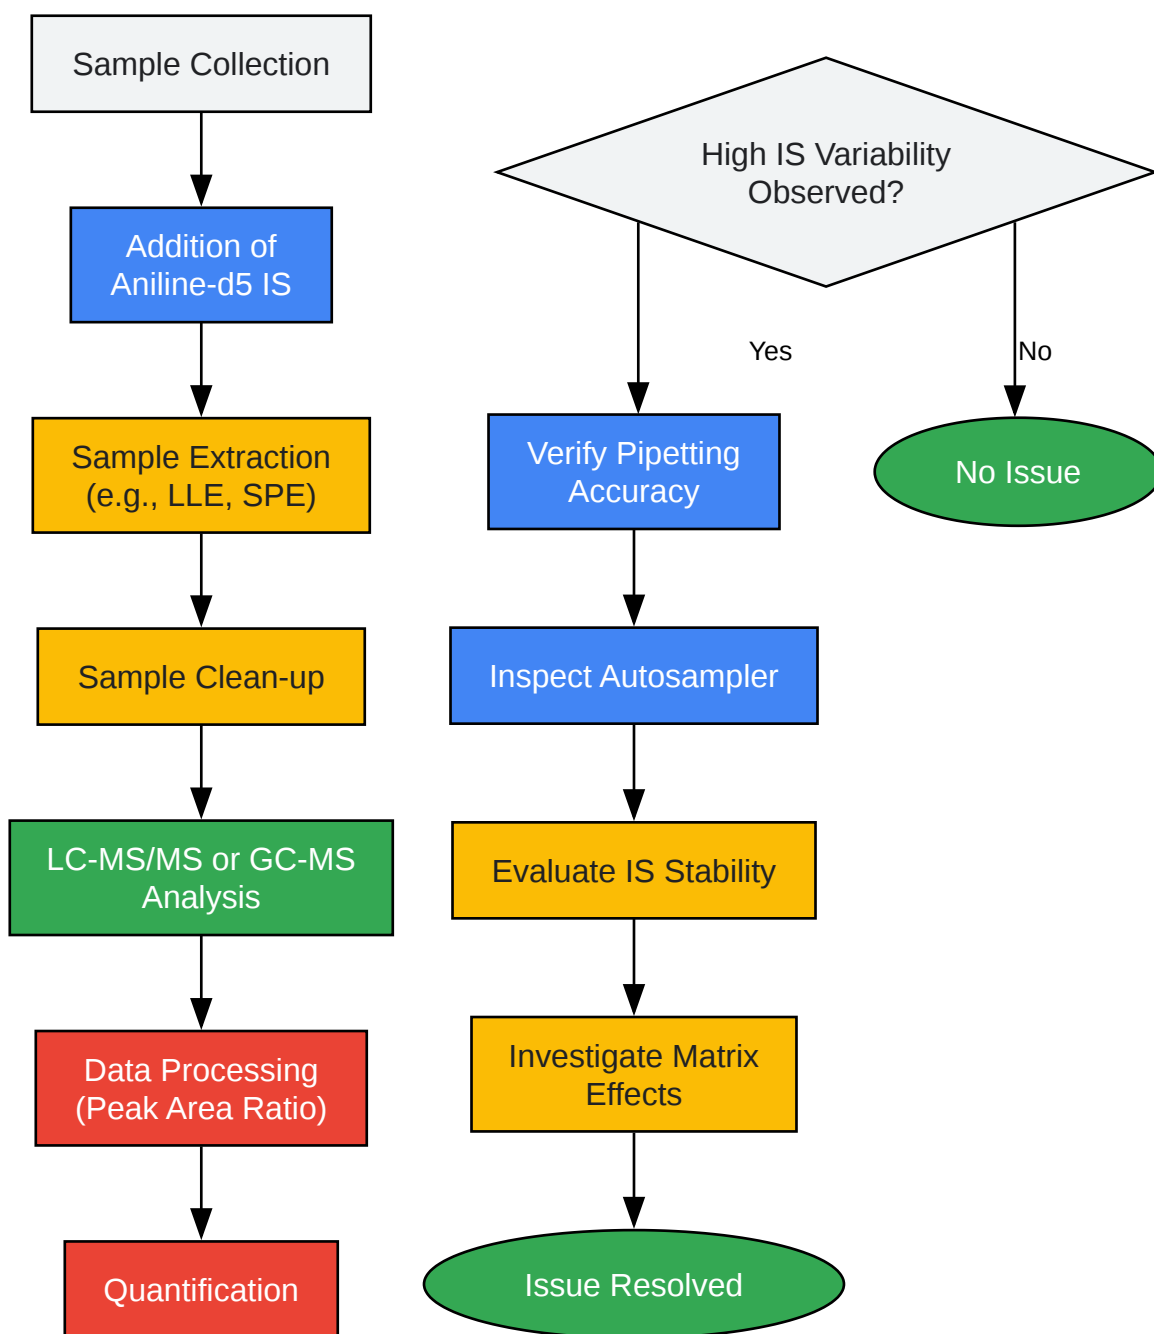 Sample Collection
Addition of
Aniline-d5 IS
Sample Extraction
(e.g., LLE, SPE)
Sample Clean-up
LC-MS/MS or GC-MS
Analysis
Data Processing
(Peak Area Ratio)
Quantification
High IS Variability
Observed?
Yes
No
Verify Pipetting
Accuracy
No Issue
Inspect Autosampler
Evaluate IS Stability
Investigate Matrix
Effects
Issue Resolved